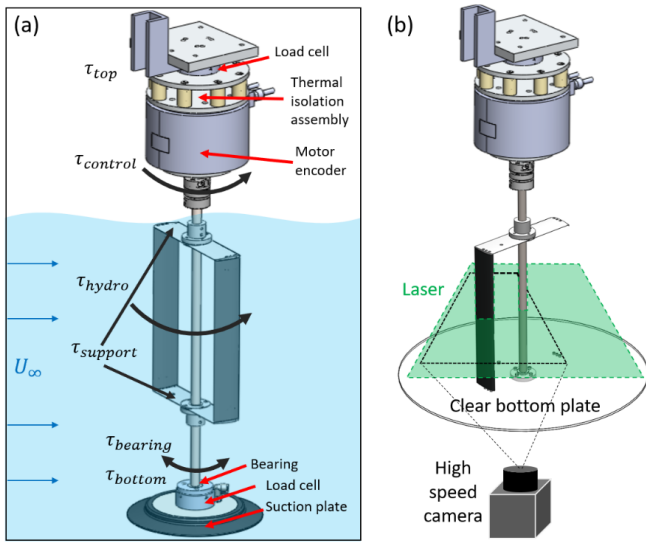 (a)
Load cell
τ_top
Thermal
isolation
assembly
Motor
encoder
τ_control
τ_hydro
τ_support
U_∞
τ_bearing
τ_bottom
Bearing
Load cell
Suction plate
(b)
Laser
Clear bottom plate
High
speed
camera